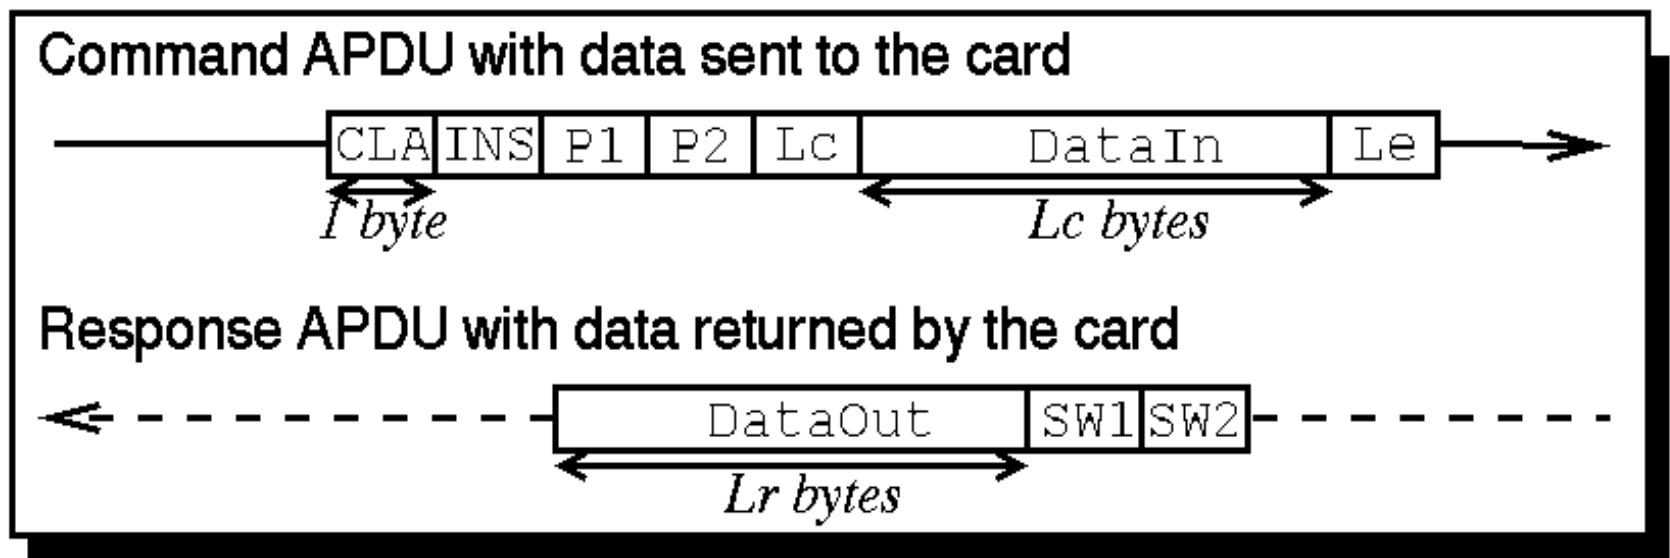 Command APDU with data sent to the card
CLA INS P1 P2 Lc DataIn Le
1 byte Lc bytes
Response APDU with data returned by the card
DataOut SW1 SW2
Lr bytes